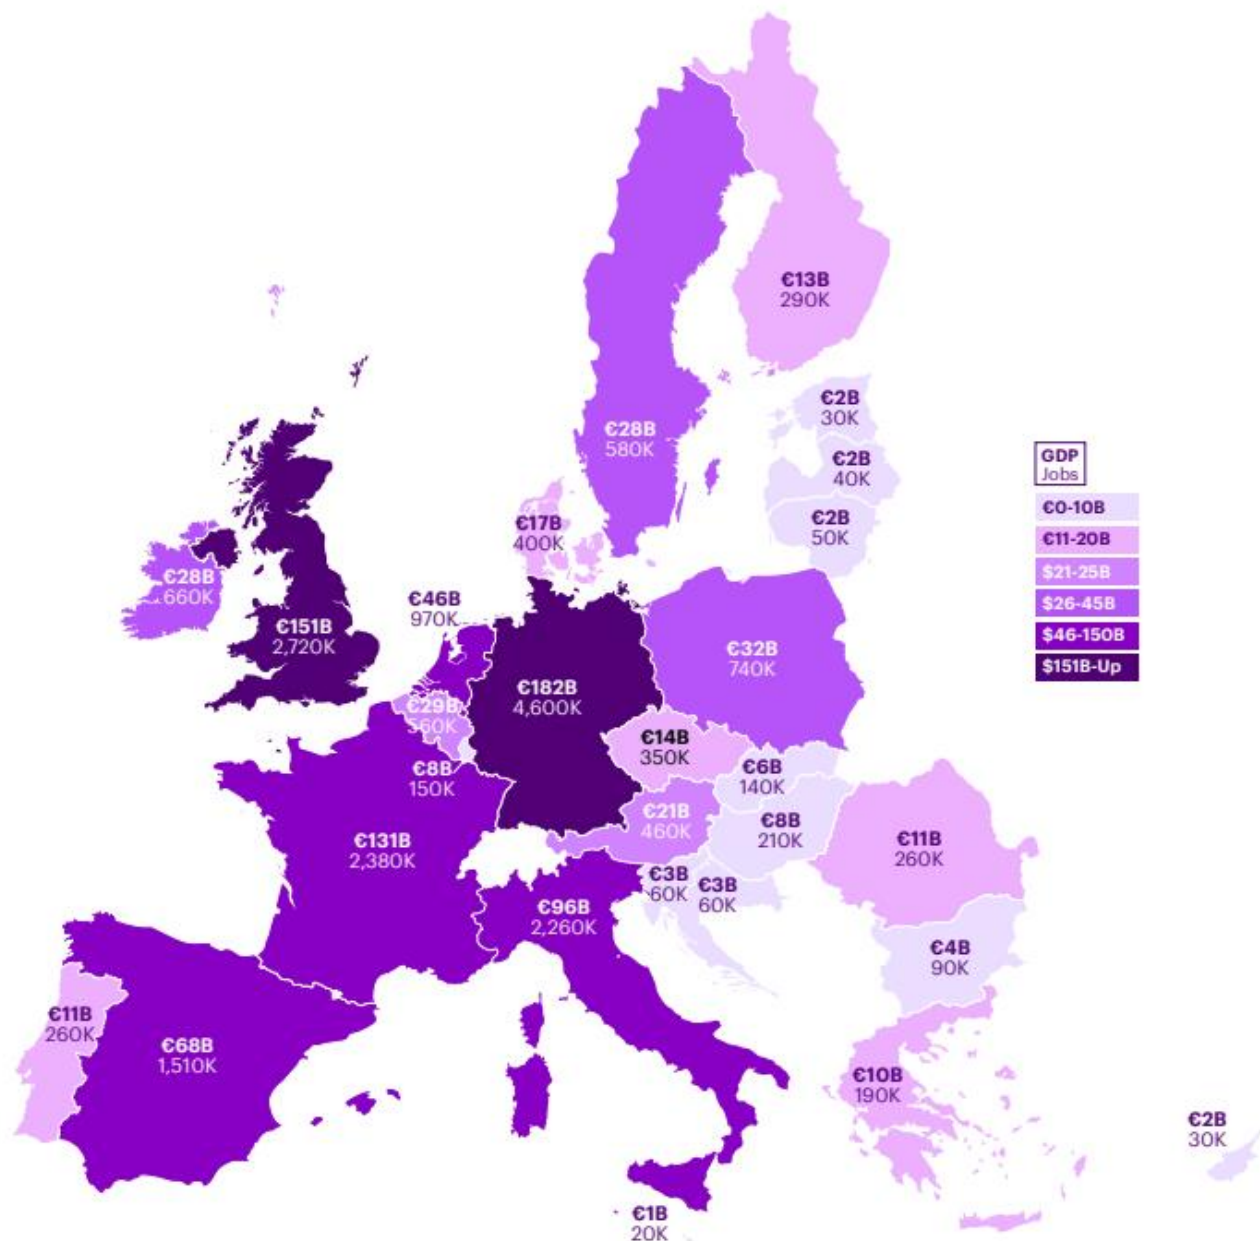 €13B
290K
€2B
30K
€28B
580K
€2B
40K
GDP
Jobs
€0-10B
€11-20B
$21-25B
$26-45B
$46-150B
$151B-Up
€2B
50K
€17B
400K
€28B
660K
€46B
970K
€151B
2,720K
€32B
740K
€182B
4,600K
€29B
560K
€14B
350K
€8B
150K
€6B
140K
€21B
460K
€8B
210K
€131B
2,380K
€11B
260K
€3B
60K
€3B
60K
€96B
2,260K
€4B
90K
€11B
260K
€68B
1,510K
€10B
190K
€2B
30K
€1B
20K